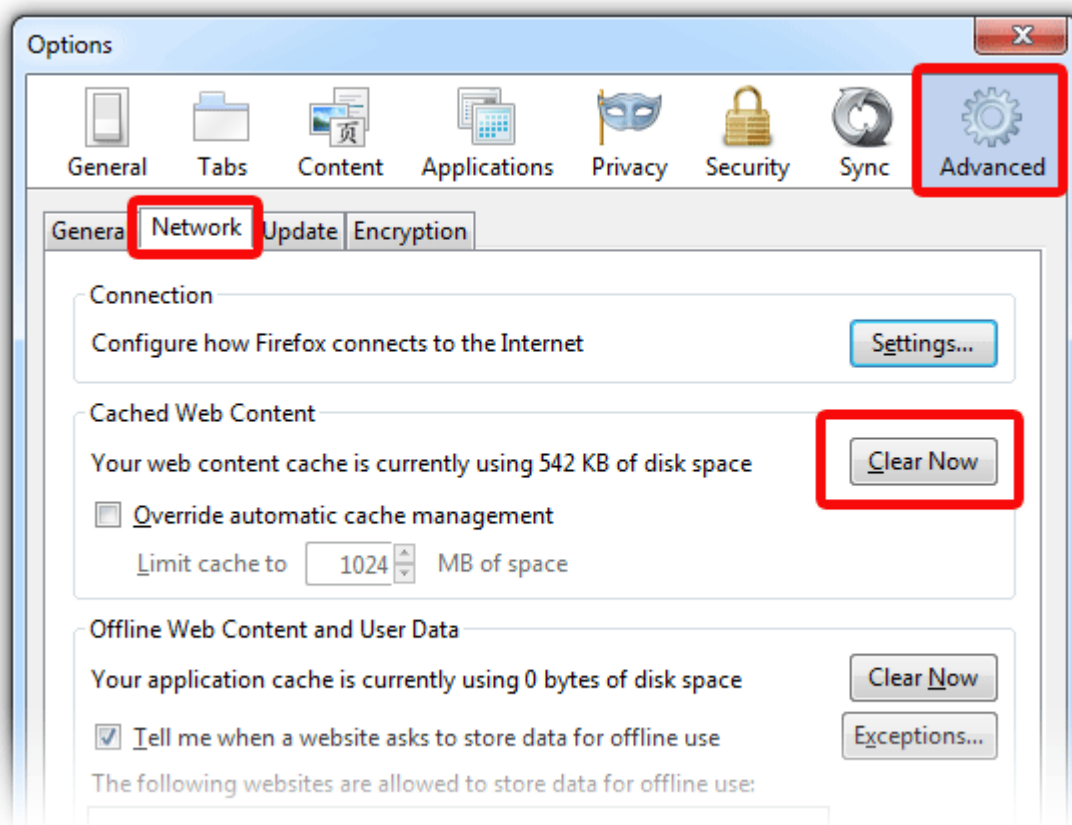 Options
页
General Tabs Content Applications Privacy Security Sync Advanced
Genera Network Update Encryption
Connection
Configure how Firefox connects to the Internet Settings...
Cached Web Content
Your web content cache is currently using 542 KB of disk space Clear Now
Override automatic cache management
Limit cache to 1024 MB of space
Offline Web Content and User Data
Your application cache is currently using 0 bytes of disk space Clear Now
Tell me when a website asks to store data for offline use Exceptions...
The following websites are allowed to store data for offline use: